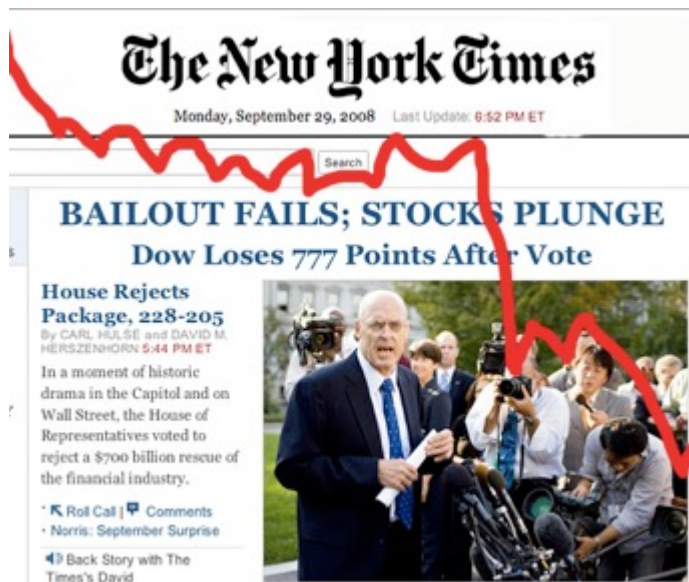 The New York Times
Monday, September 29, 2008 Last Update: 6:52 PM ET
Search
BAILOUT FAILS; STOCKS PLUNGE
Dow Loses 777 Points After Vote
House Rejects
Package, 228-205
By CARL HULSE and DAVID M.
HERSZENHORN 5:44 PM ET
In a moment of historic
drama in the Capitol and on
Wall Street, the House of
Representatives voted to
reject a $700 billion rescue of
the financial industry.
Roll Call | Comments
Norris: September Surprise
Back Story with The
Times's David